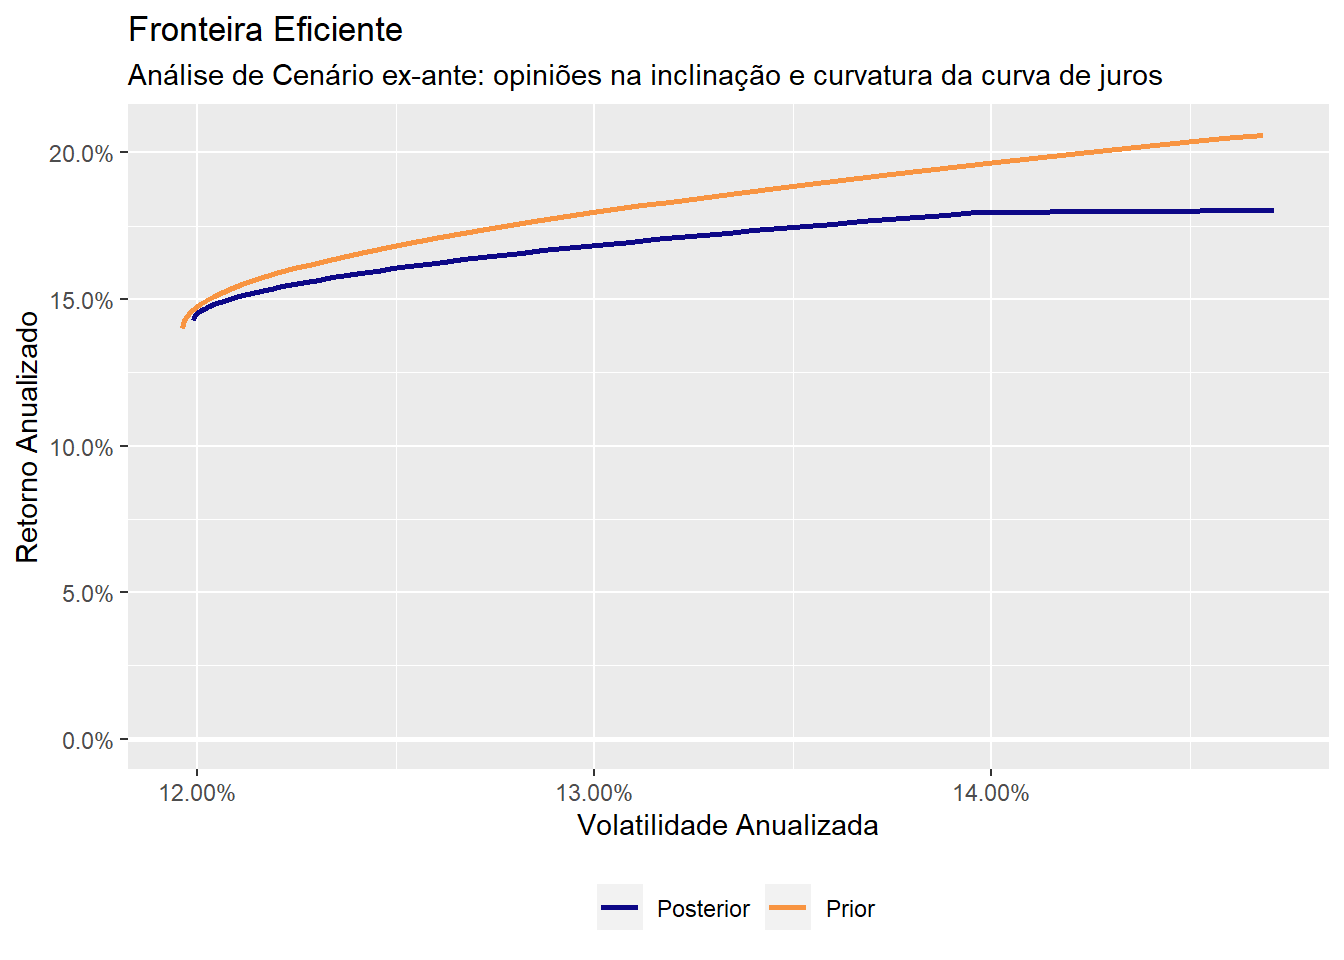 Fronteira Eficiente
Análise de Cenário ex-ante: opiniões na inclinação e curvatura da curva de juros
Retorno Anualizado
20.0%
15.0%
10.0%
5.0%
0.0%
12.00% 13.00% 14.00%
Volatilidade Anualizada
Posterior Prior